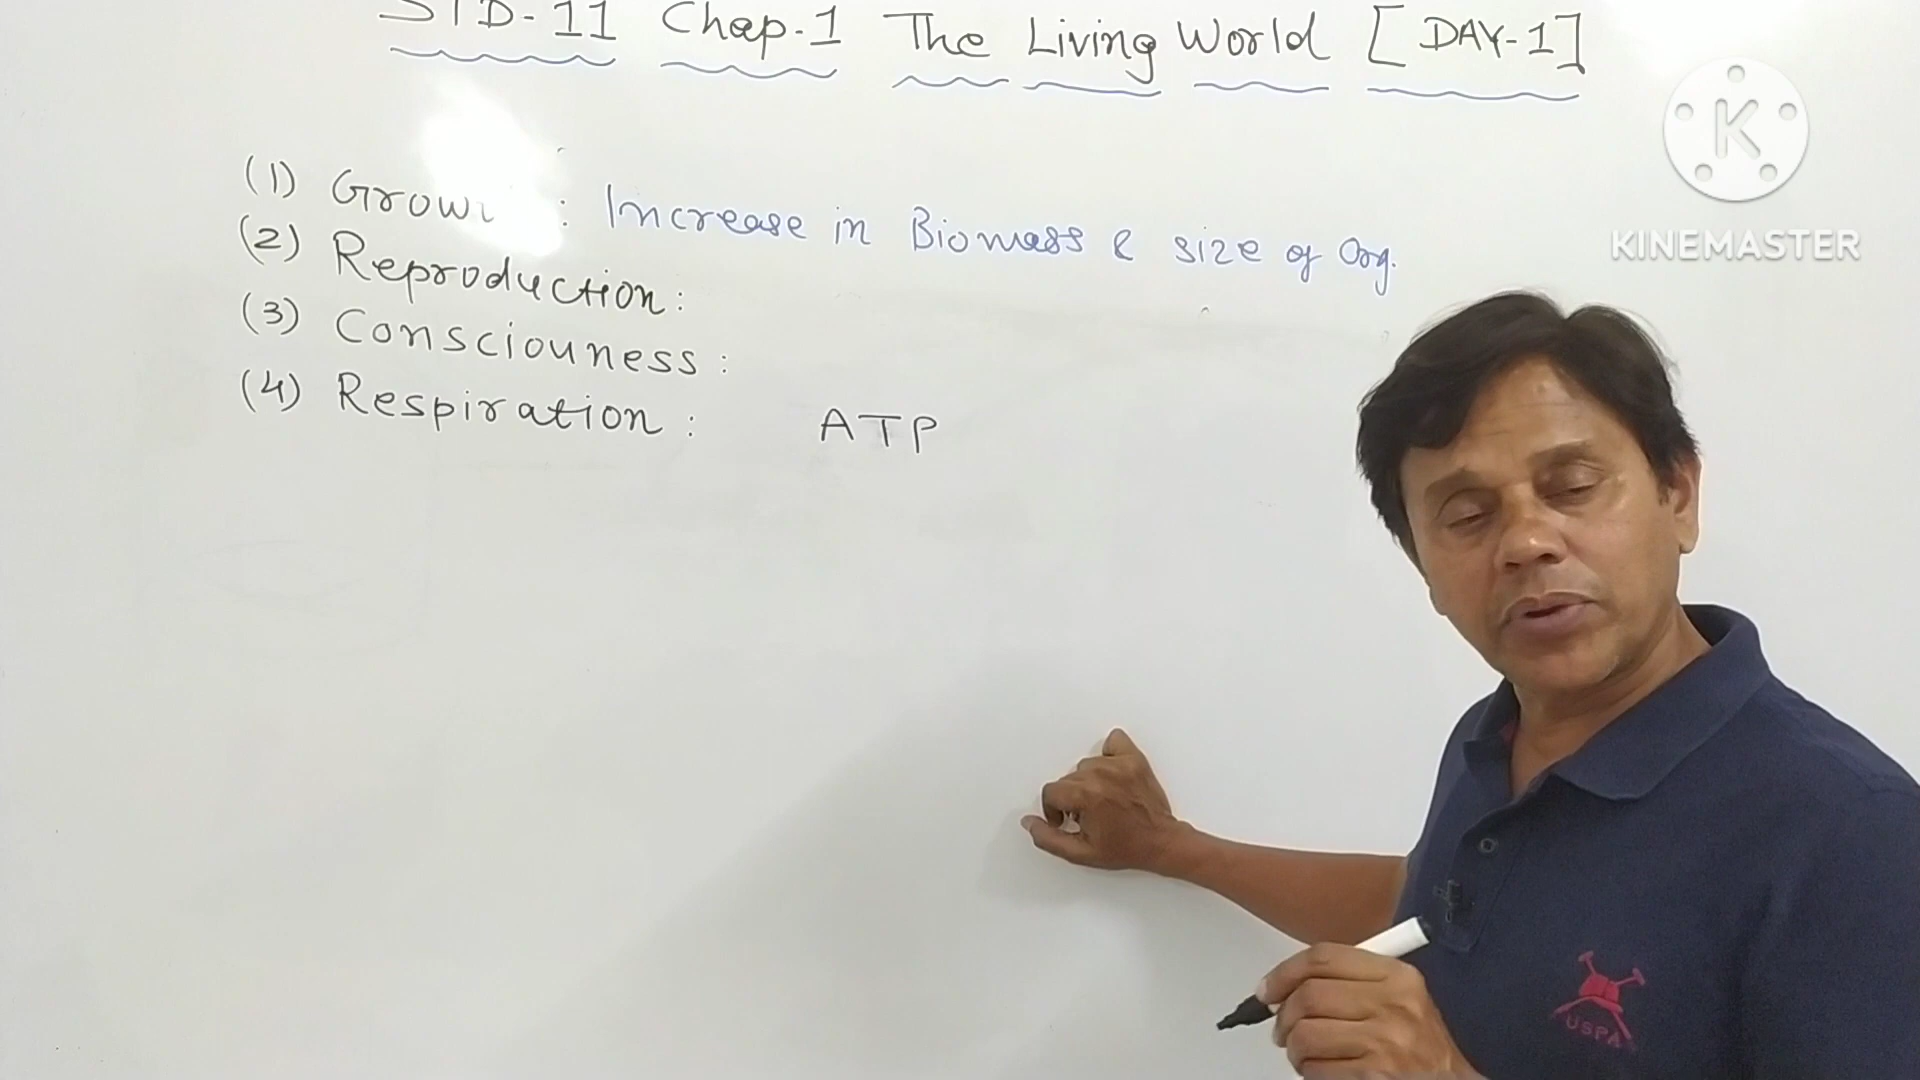 STD-11 Chap.1 The Living World [DAY-1]
(1) Grow : Increase in Biomass & size of Org.
(2) Reproduction:
(3) Consciouness:
(4) Respiration: ATP
KINEMASTER
USPA